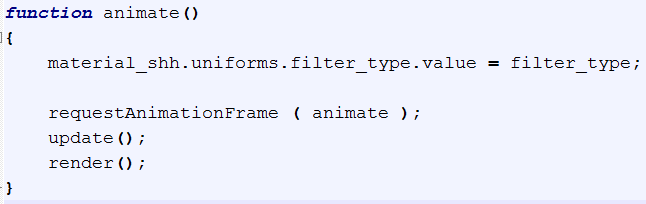 function animate()
{
    material_shh.uniforms.filter_type.value = filter_type;
    requestAnimationFrame ( animate );
    update();
    render();
}